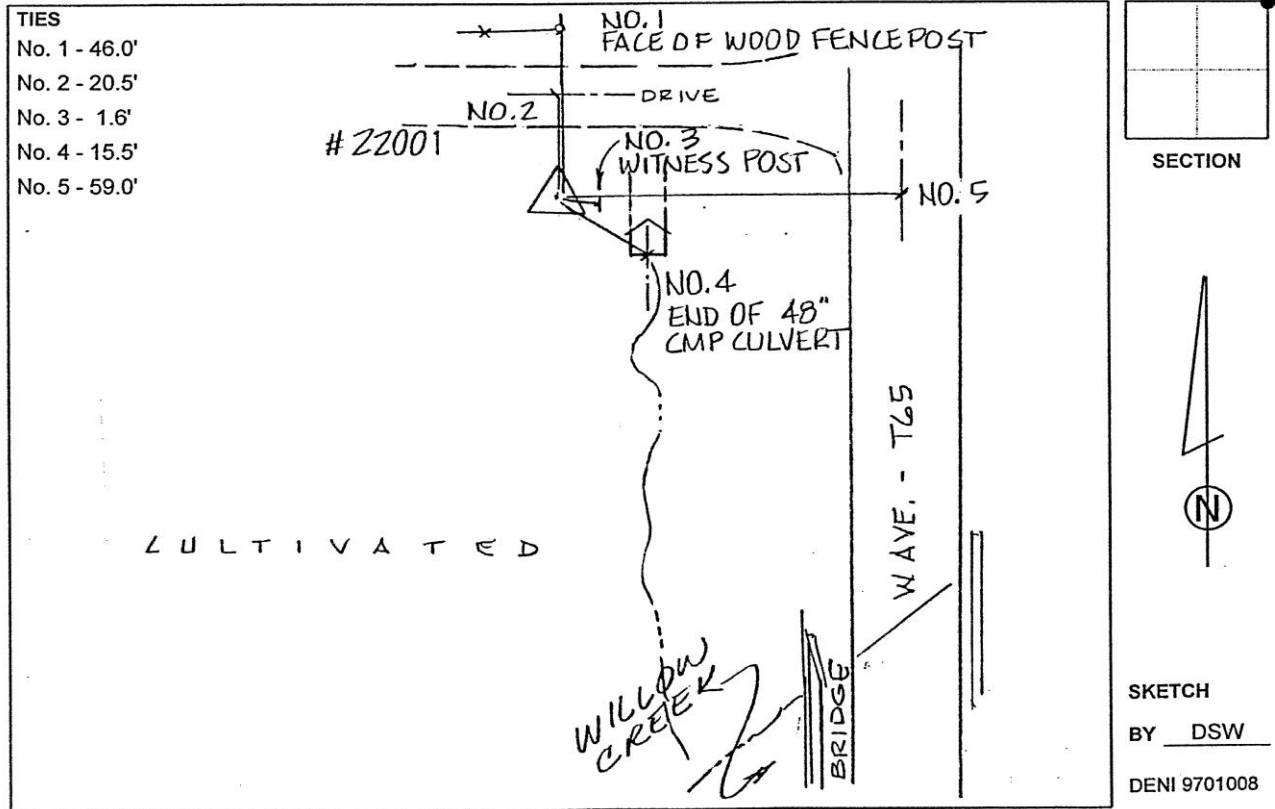 TIES
No. 1 - 46.0'
No. 2 - 20.5'
No. 3 - 1.6'
No. 4 - 15.5'
No. 5 - 59.0'
NO. 1
FACE OF WOOD FENCE POST
DRIVE
NO. 2
# 22001
NO. 3
WITNESS POST
NO. 5
NO. 4
END OF 48"
CMP CULVERT
W AVE. - T65
CULTIVATED
WILLOW
CREEK
BRIDGE
SECTION
N
SKETCH
BY DSW
DENI 9701008